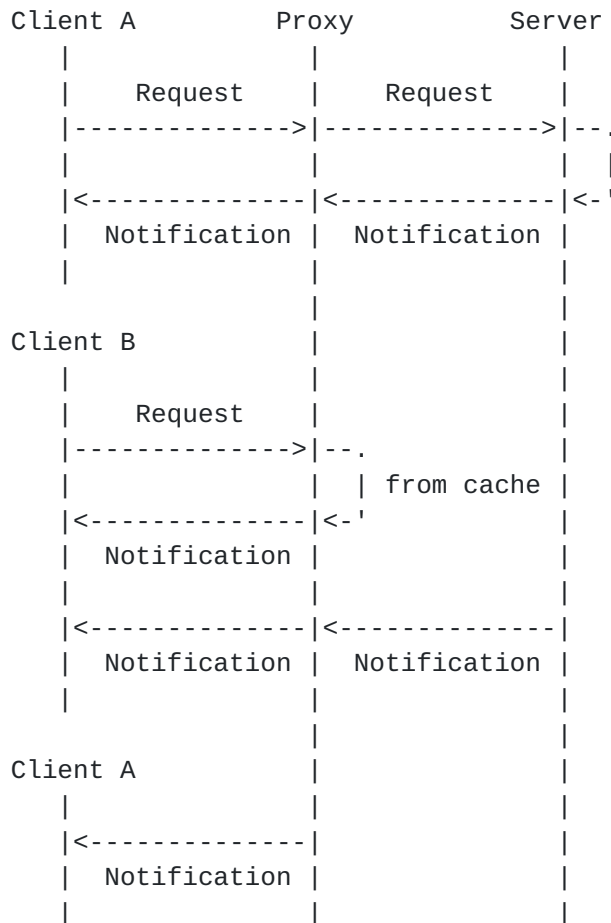 Client A Proxy Server
Request Request
Notification Notification
Client B
Request
from cache
Notification
Notification Notification
Client A
Notification